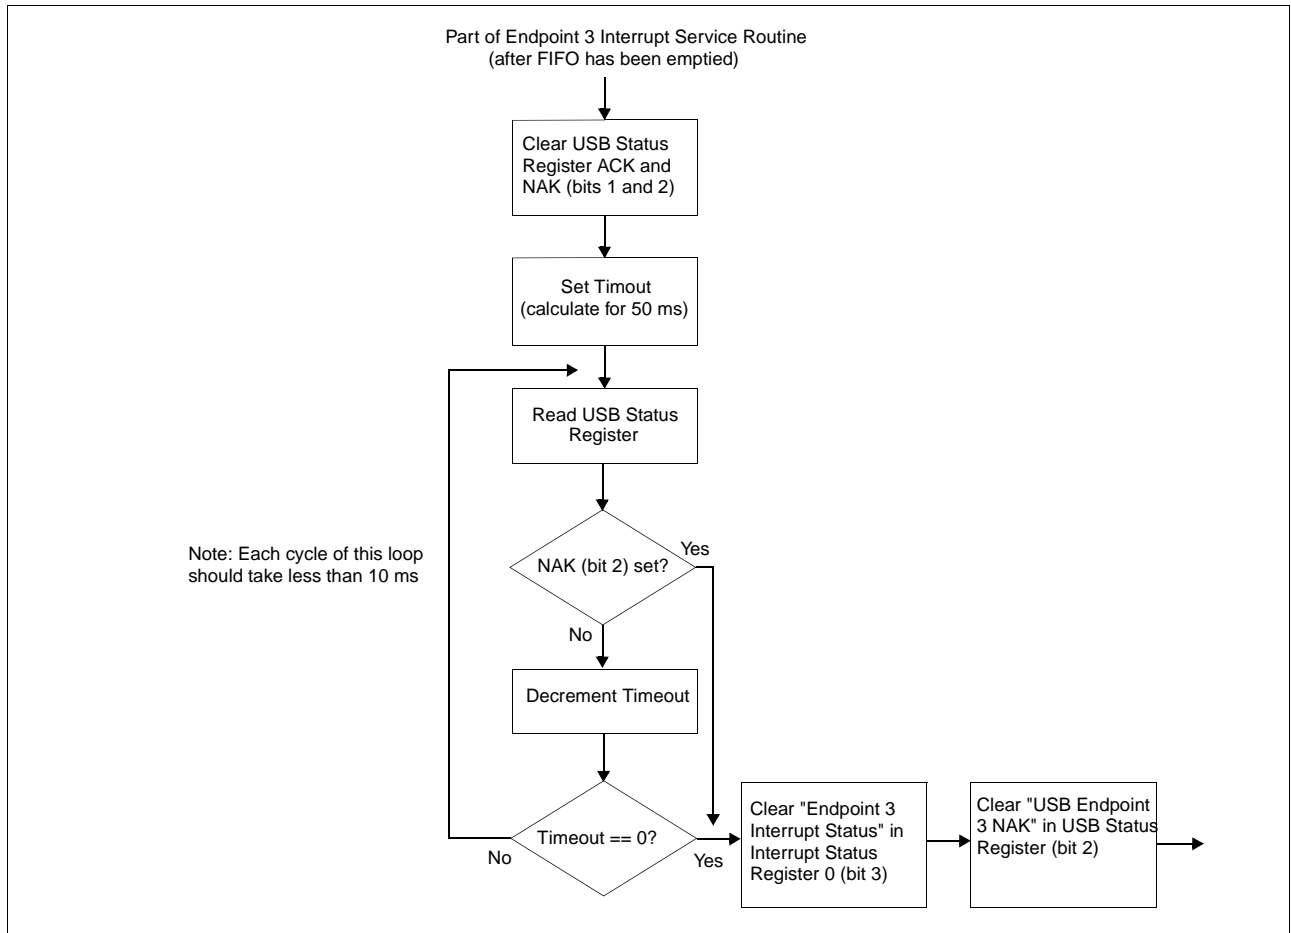 Part of Endpoint 3 Interrupt Service Routine
(after FIFO has been emptied)
Clear USB Status
Register ACK and
NAK (bits 1 and 2)
Set Timout
(calculate for 50 ms)
Read USB Status
Register
Note: Each cycle of this loop
should take less than 10 ms
NAK (bit 2) set?
Yes
No
Decrement Timeout
Timeout == 0?
No
Yes
Clear "Endpoint 3
Interrupt Status" in
Interrupt Status
Register 0 (bit 3)
Clear "USB Endpoint
3 NAK" in USB Status
Register (bit 2)